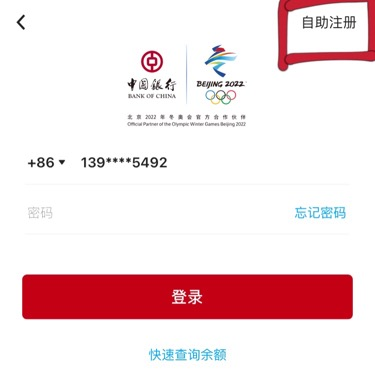 自助注册
中国银行
BANK OF CHINA
BEIJING 2022
北京2022年冬奥会官方合作伙伴
Official Partner of the Olympic Winter Games Beijing 2022
+86 139****5492
密码 忘记密码
登录
快速查询余额